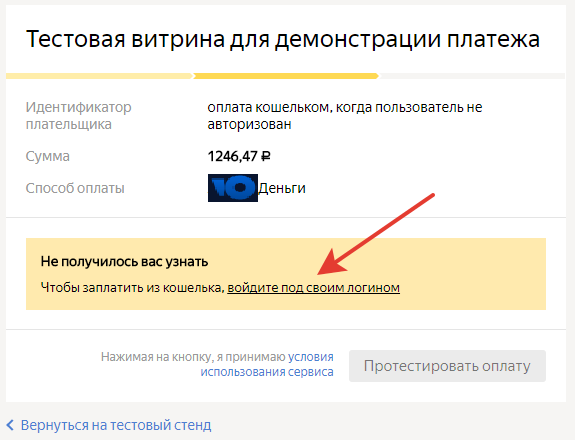 Тестовая витрина для демонстрации платежа
Идентификатор
плательщика
оплата кошельком, когда пользователь не
авторизован
Сумма
1246,47 ₽
Способ оплаты
ЮДеньги
Не получилось вас узнать
Чтобы заплатить из кошелька, войдите под своим логином
Нажимая на кнопку, я принимаю условия
использования сервиса
Протестировать оплату
Вернуться на тестовый стенд